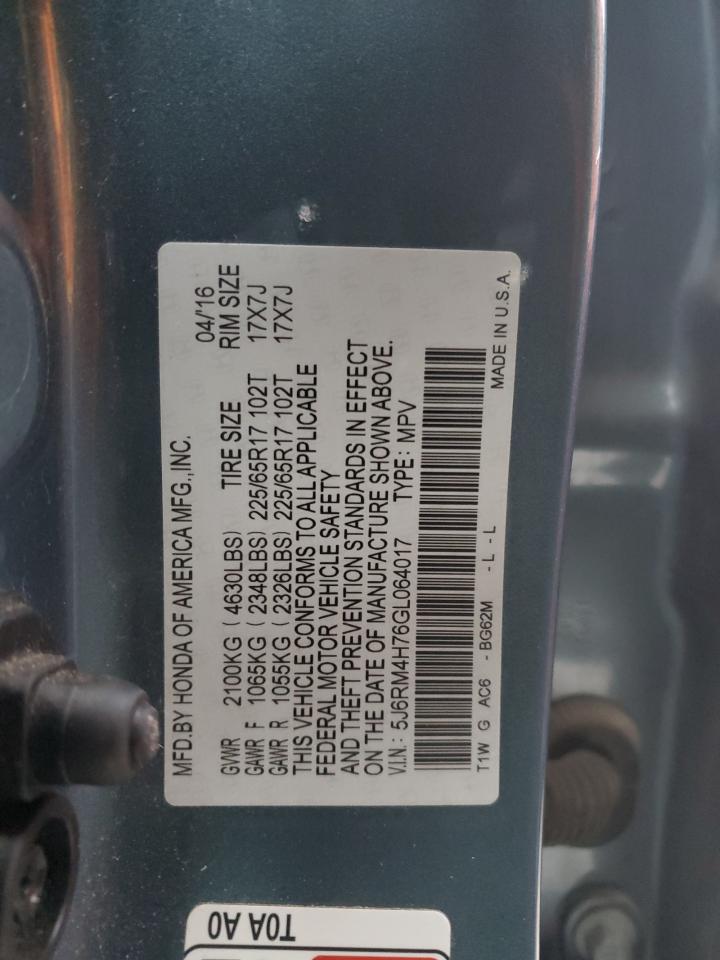 MFD.BY HONDA OF AMERICA MFG.,INC. 04/'16
GVWR 2100KG ( 4630LBS) TIRE SIZE RIM SIZE
GAWR F 1065KG ( 2348LBS) 225/65R17 102T 17X7J
GAWR R 1055KG ( 2326LBS) 225/65R17 102T 17X7J
THIS VEHICLE CONFORMS TO ALL APPLICABLE
FEDERAL MOTOR VEHICLE SAFETY
AND THEFT PREVENTION STANDARDS IN EFFECT
ON THE DATE OF MANUFACTURE SHOWN ABOVE.
V.I.N.: 5J6RM4H76GL064017 TYPE: MPV
T1W G AC6 - BG62M - L - L MADE IN U.S.A.
T0A A0